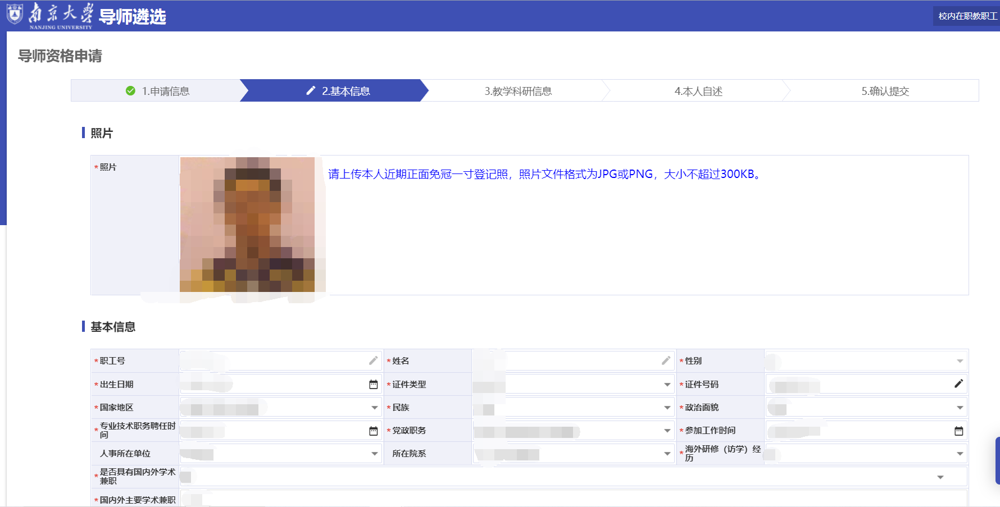 南京大学 导师遴选
NANJING UNIVERSITY
校内在职教职工
导师资格申请
1.申请信息 2.基本信息 3.教学科研信息 4.本人自述 5.确认提交
照片
*照片
请上传本人近期正面免冠一寸登记照，照片文件格式为JPG或PNG，大小不超过300KB。
基本信息
*职工号 *姓名 *性别
*出生日期 *证件类型 *证件号码
*国家地区 *民族 *政治面貌
*专业技术职务聘任时
间
*党政职务 *参加工作时间
人事所在单位 所在院系
*海外研修（访学）经
历
*是否具有国内外学术
兼职
*国内外主要学术兼职